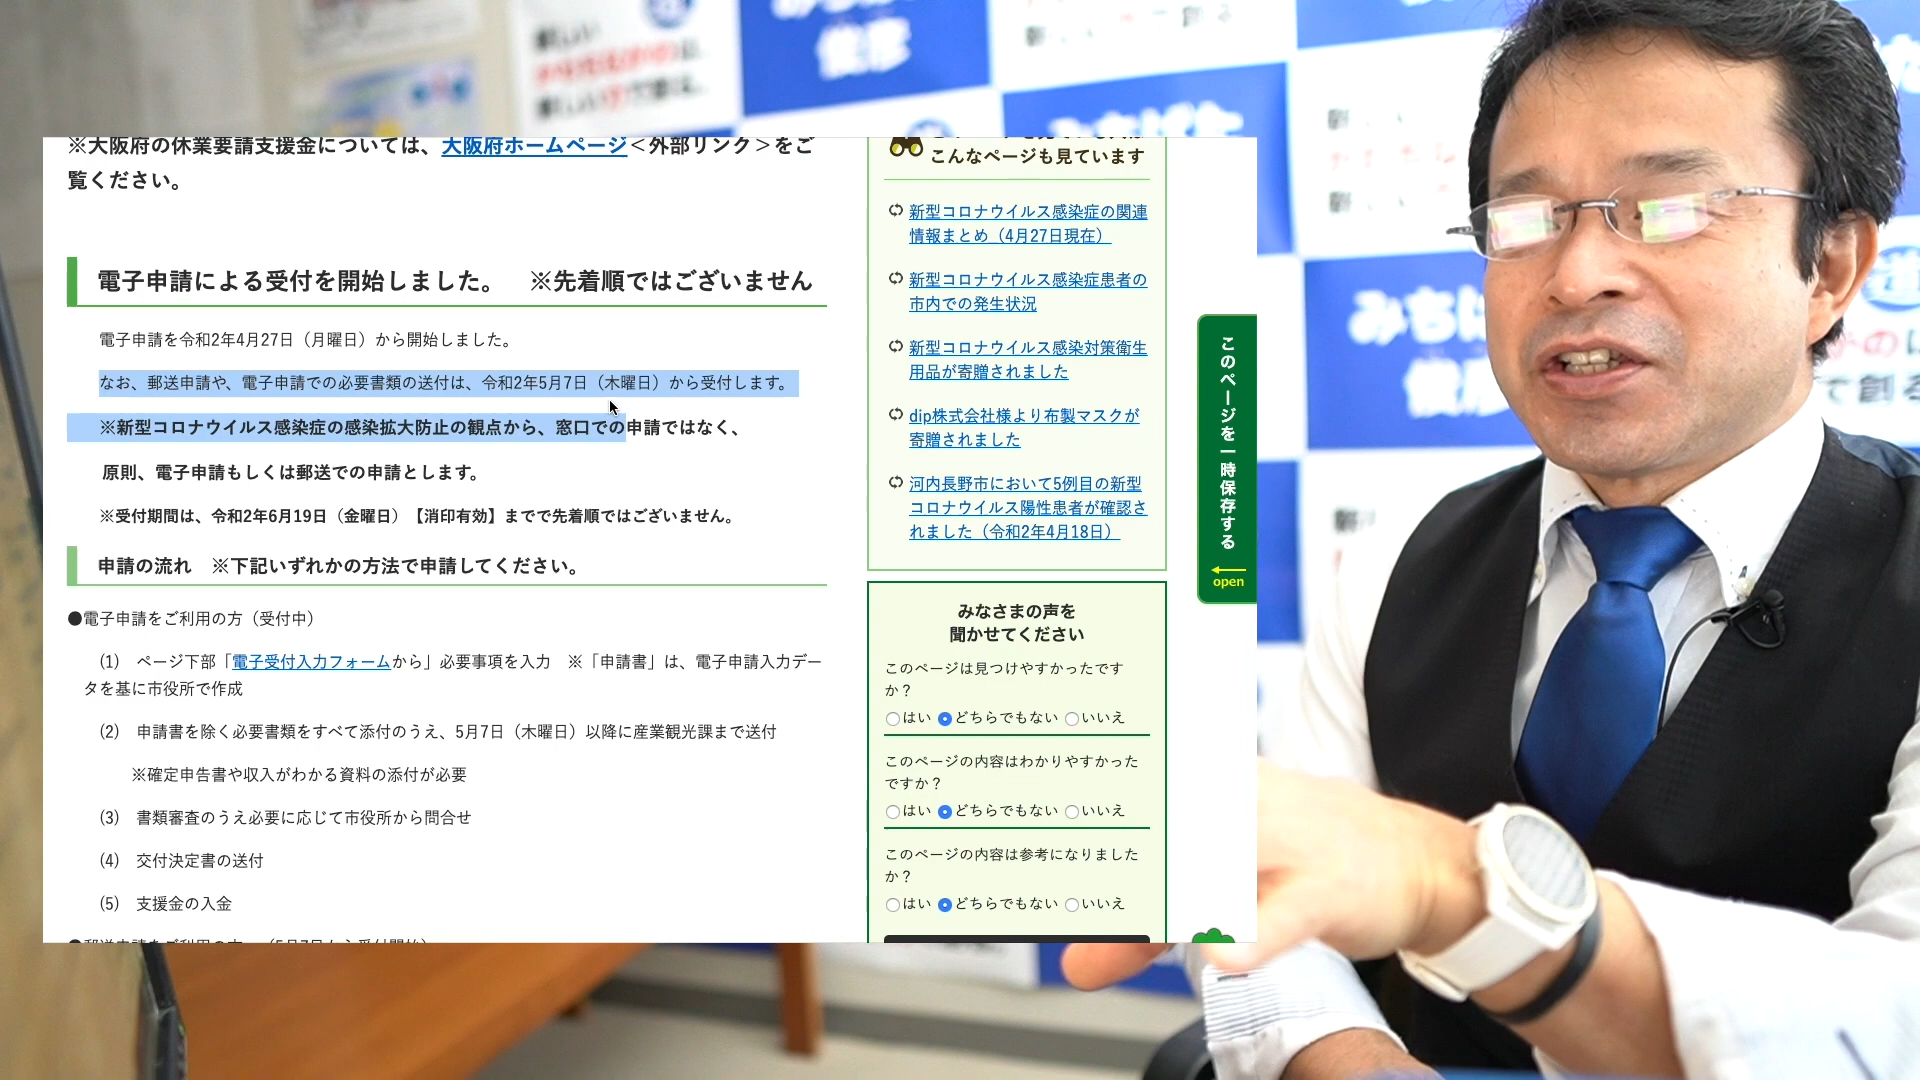 俊彦
みちばた
※大阪府の休業要請支援金については、大阪府ホームページ＜外部リンク＞をご
覧ください。
電子申請による受付を開始しました。　※先着順ではございません
電子申請を令和2年4月27日（月曜日）から開始しました。
なお、郵送申請や、電子申請での必要書類の送付は、令和2年5月7日（木曜日）から受付します。
※新型コロナウイルス感染症の感染拡大防止の観点から、窓口での申請ではなく、
原則、電子申請もしくは郵送での申請とします。
※受付期間は、令和2年6月19日（金曜日）【消印有効】までで先着順ではございません。
申請の流れ　※下記いずれかの方法で申請してください。
●電子申請をご利用の方（受付中）
(1)　ページ下部「電子受付入力フォームから」必要事項を入力　※「申請書」は、電子申請入力デー
タを基に市役所で作成
(2)　申請書を除く必要書類をすべて添付のうえ、5月7日（木曜日）以降に産業観光課まで送付
※確定申告書や収入がわかる資料の添付が必要
(3)　書類審査のうえ必要に応じて市役所から問合せ
(4)　交付決定書の送付
(5)　支援金の入金
こんなページも見ています
新型コロナウイルス感染症の関連
情報まとめ（4月27日現在）
新型コロナウイルス感染症患者の
市内での発生状況
新型コロナウイルス感染対策衛生
用品が寄贈されました
dip株式会社様より布製マスクが
寄贈されました
河内長野市において5例目の新型
コロナウイルス陽性患者が確認さ
れました（令和2年4月18日）
みなさまの声を
聞かせてください
このページは見つけやすかったです
か？
はい どちらでもない いいえ
このページの内容はわかりやすかった
ですか？
はい どちらでもない いいえ
このページの内容は参考になりました
か？
はい どちらでもない いいえ
このページを一時保存する
open